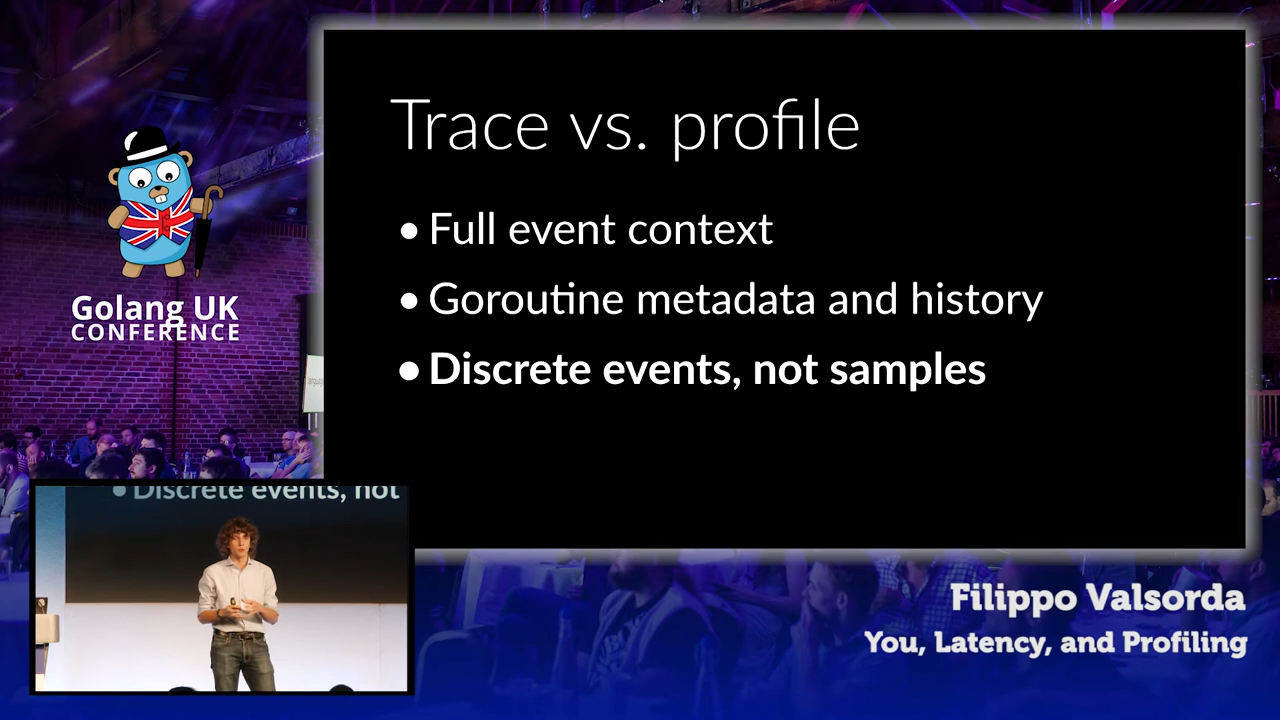 Trace vs. profile
• Full event context
• Goroutine metadata and history
• Discrete events, not samples
Golang UK
CONFERENCE
• Discrete events, not
Filippo Valsorda
You, Latency, and Profiling